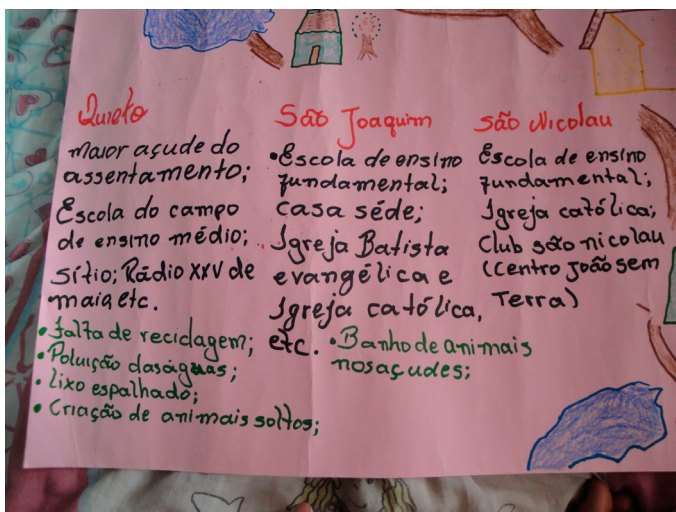 Quieto
maior açude do
assentamento;
Escola do campo
de ensino médio;
Sítio; Rádio XXV de
maio etc.
• Falta de reciclagem;
• Poluição das águas;
• Lixo espalhado;
• Criação de animais soltos;
São Joaquim
• Escola de ensino
fundamental;
casa séde;
Igreja Batista
evangélica e
Igreja católica,
etc.
• Banho de animais
nos açudes;
São Nicolau
Escola de ensino
fundamental;
Igreja católica;
Club são nicolau
(Centro João sem
Terra)